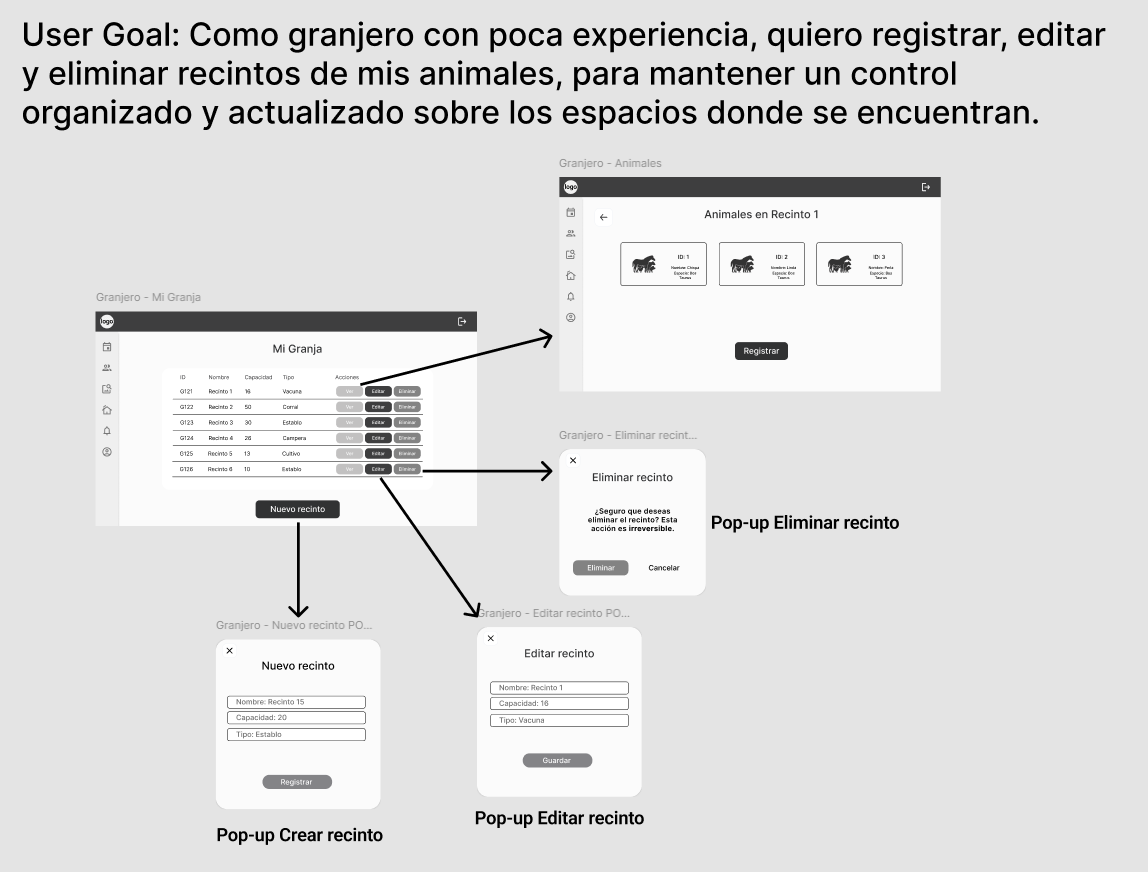 User Goal: Como granjero con poca experiencia, quiero registrar, editar
y eliminar recintos de mis animales, para mantener un control
organizado y actualizado sobre los espacios donde se encuentran.
Granjero - Animales
logo
Animales en Recinto 1
ID: 1
Nombre: Chispa
Especie: Bos
Taurus
ID: 2
Nombre: Linda
Especie: Bos
Taurus
ID: 3
Nombre: Perla
Especie: Bos
Taurus
Registrar
Granjero - Mi Granja
logo
Mi Granja
ID Nombre Capacidad Tipo Acciones
G121 Recinto 1 16 Vacuna Ver Editar Eliminar
G122 Recinto 2 50 Corral Ver Editar Eliminar
G123 Recinto 3 30 Establo Ver Editar Eliminar
G124 Recinto 4 26 Campera Ver Editar Eliminar
G125 Recinto 5 13 Cultivo Ver Editar Eliminar
G126 Recinto 6 10 Establo Ver Editar Eliminar
Nuevo recinto
Granjero - Eliminar recint...
Eliminar recinto
¿Seguro que deseas
eliminar el recinto? Esta
acción es irreversible.
Eliminar Cancelar
Pop-up Eliminar recinto
Granjero - Nuevo recinto PO...
Nuevo recinto
Nombre: Recinto 15
Capacidad: 20
Tipo: Establo
Registrar
Pop-up Crear recinto
Granjero - Editar recinto PO...
Editar recinto
Nombre: Recinto 1
Capacidad: 16
Tipo: Vacuna
Guardar
Pop-up Editar recinto